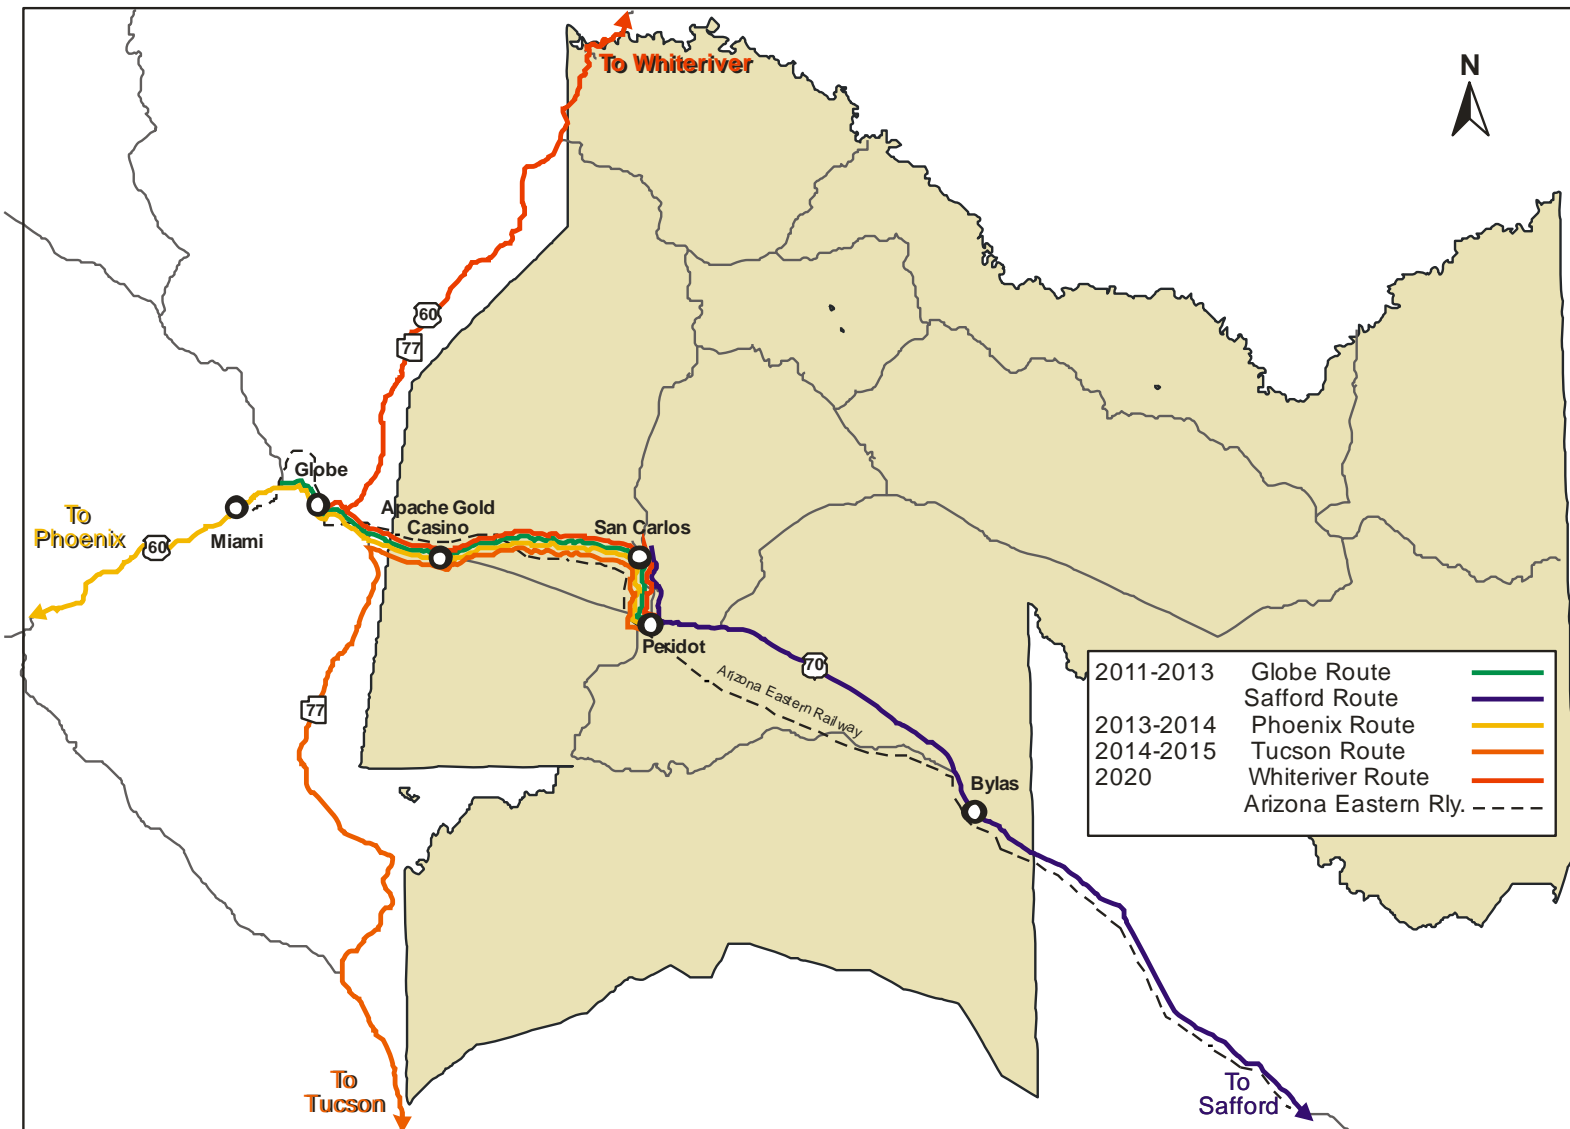 To Whiteriver
N
60
77
Globe
Apache Gold
Casino
San Carlos
To
Phoenix
60
Miami
Peridot
70
Arizona Eastern Railway
77
Bylas
2011-2013 Globe Route
Safford Route
2013-2014 Phoenix Route
2014-2015 Tucson Route
2020 Whiteriver Route
Arizona Eastern Rly.
To
Tucson
To
Safford